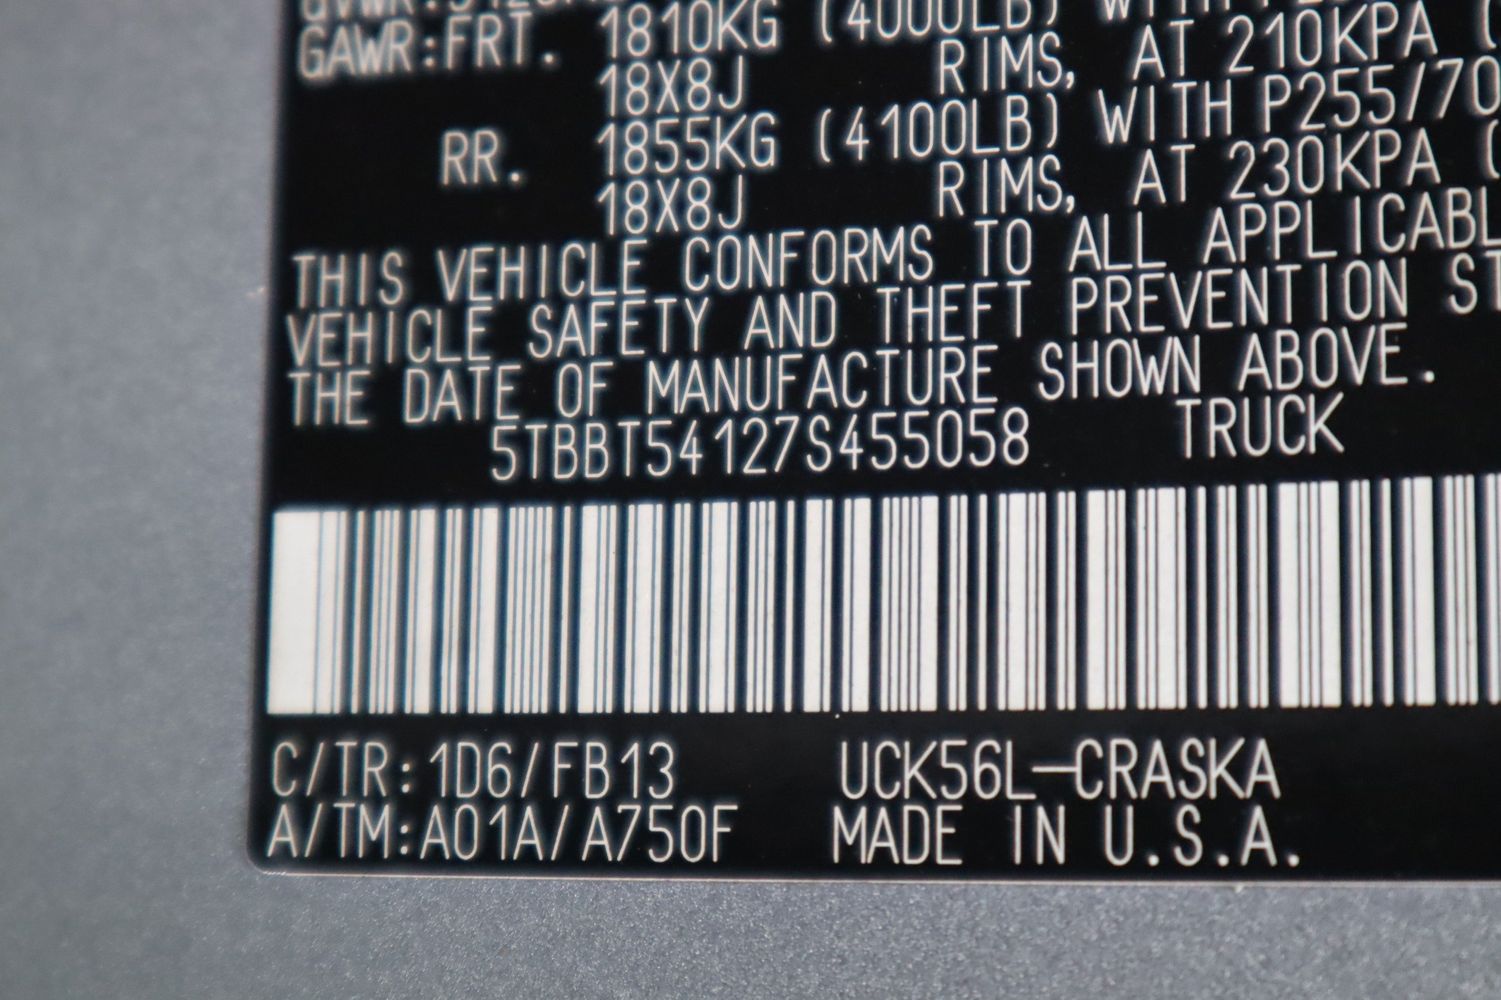 GAWR:FRT. 1810KG (4000LB) WITH
18X8J RIMS, AT 210KPA (
RR. 1855KG (4100LB) WITH P255/70
18X8J RIMS, AT 230KPA (
THIS VEHICLE CONFORMS TO ALL APPLICABL
VEHICLE SAFETY AND THEFT PREVENTION ST
THE DATE OF MANUFACTURE SHOWN ABOVE.
5TBBT54127S455058 TRUCK
C/TR:1D6/FB13 UCK56L-CRASKA
A/TM:A01A/A750F MADE IN U.S.A.